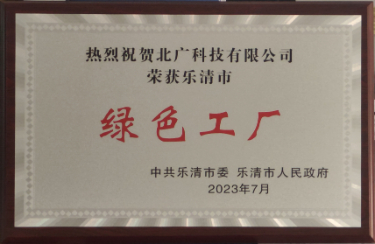 热烈祝贺北广科技有限公司
荣获乐清市
绿色工厂
中共乐清市委 乐清市人民政府
2023年7月